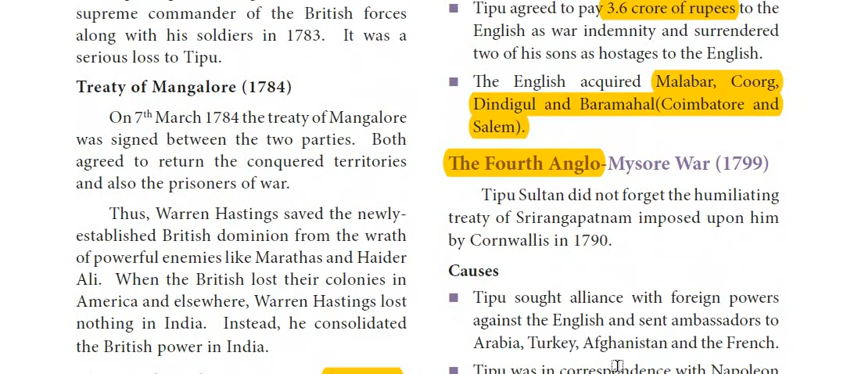 supreme commander of the British forces
along with his soldiers in 1783. It was a
serious loss to Tipu.
Treaty of Mangalore (1784)
On 7th March 1784 the treaty of Mangalore
was signed between the two parties. Both
agreed to return the conquered territories
and also the prisoners of war.
Thus, Warren Hastings saved the newly-
established British dominion from the wrath
of powerful enemies like Marathas and Haider
Ali. When the British lost their colonies in
America and elsewhere, Warren Hastings lost
nothing in India. Instead, he consolidated
the British power in India.
Tipu agreed to pay 3.6 crore of rupees to the
English as war indemnity and surrendered
two of his sons as hostages to the English.
The English acquired Malabar, Coorg,
Dindigul and Baramahal(Coimbatore and
Salem).
The Fourth Anglo-Mysore War (1799)
Tipu Sultan did not forget the humiliating
treaty of Srirangapatnam imposed upon him
by Cornwallis in 1790.
Causes
Tipu sought alliance with foreign powers
against the English and sent ambassadors to
Arabia, Turkey, Afghanistan and the French.
Tipu was in correspondence with Napoleon